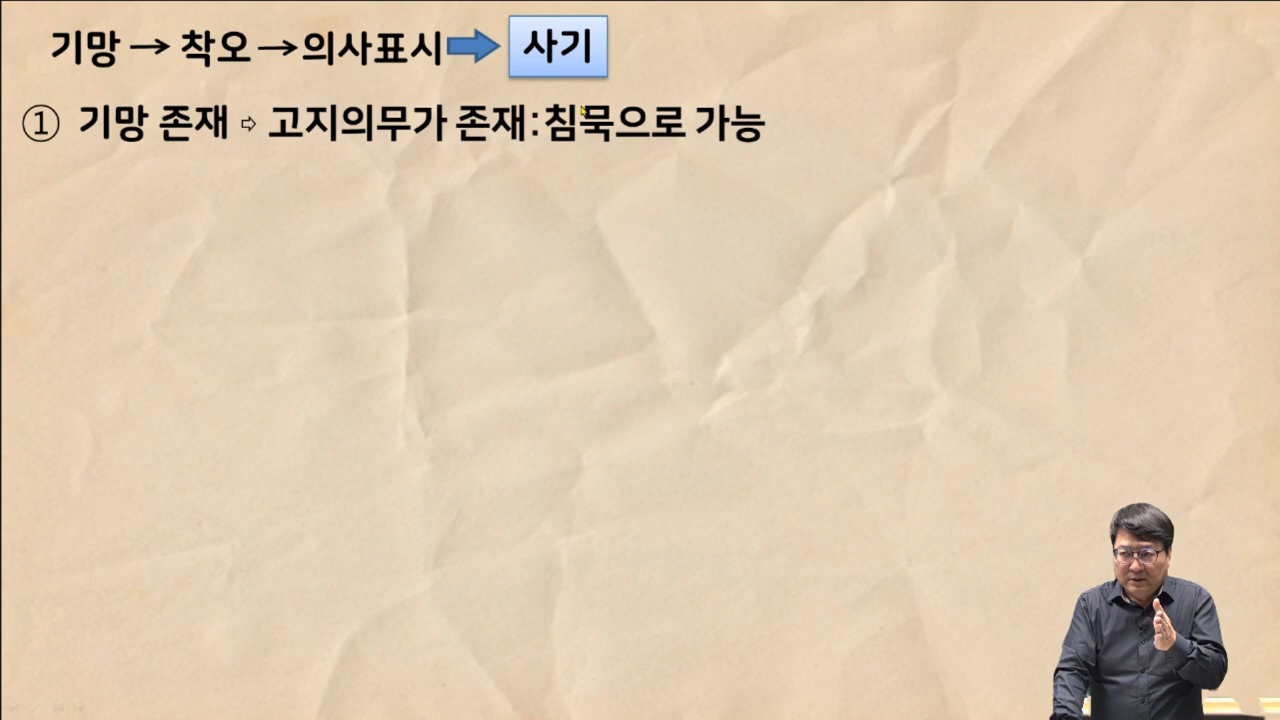 기망 → 착오 →의사표시 ➡ 사기
① 기망 존재 ⇨ 고지의무가 존재:침묵으로 가능